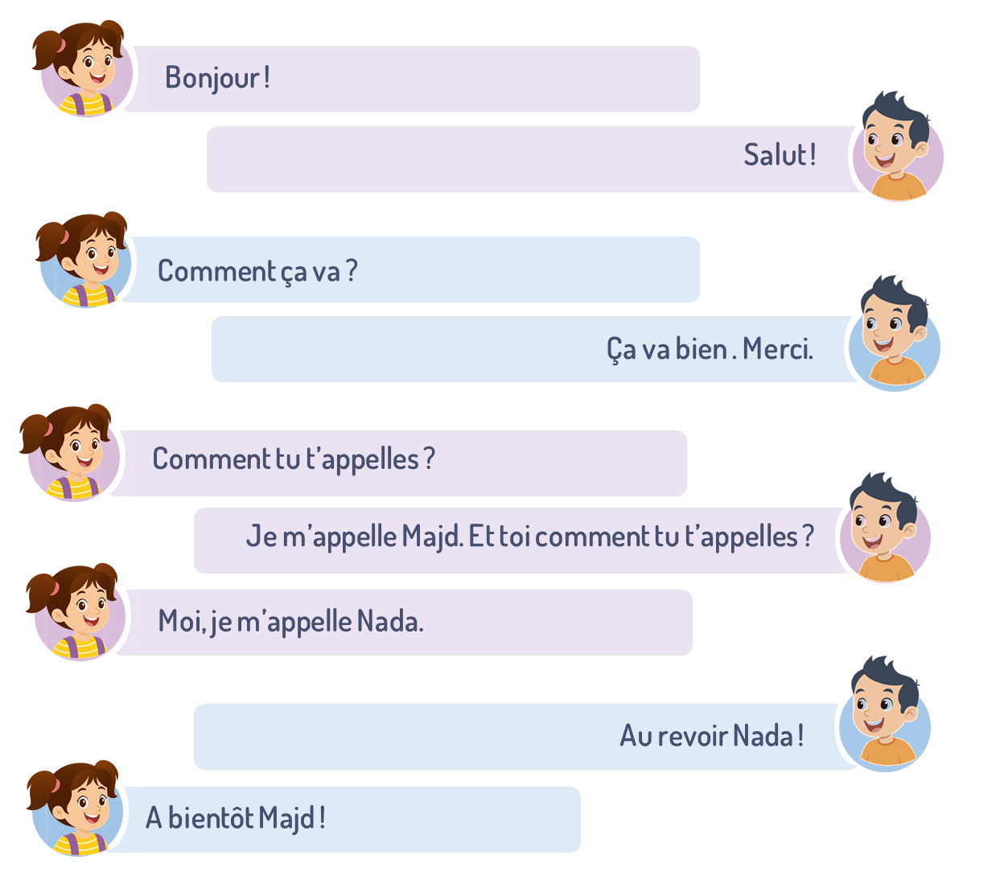 Bonjour !
Salut !
Comment ça va ?
Ça va bien . Merci.
Comment tu t’appelles ?
Je m’appelle Majd. Et toi comment tu t’appelles ?
Moi, je m’appelle Nada.
Au revoir Nada !
A bientôt Majd !